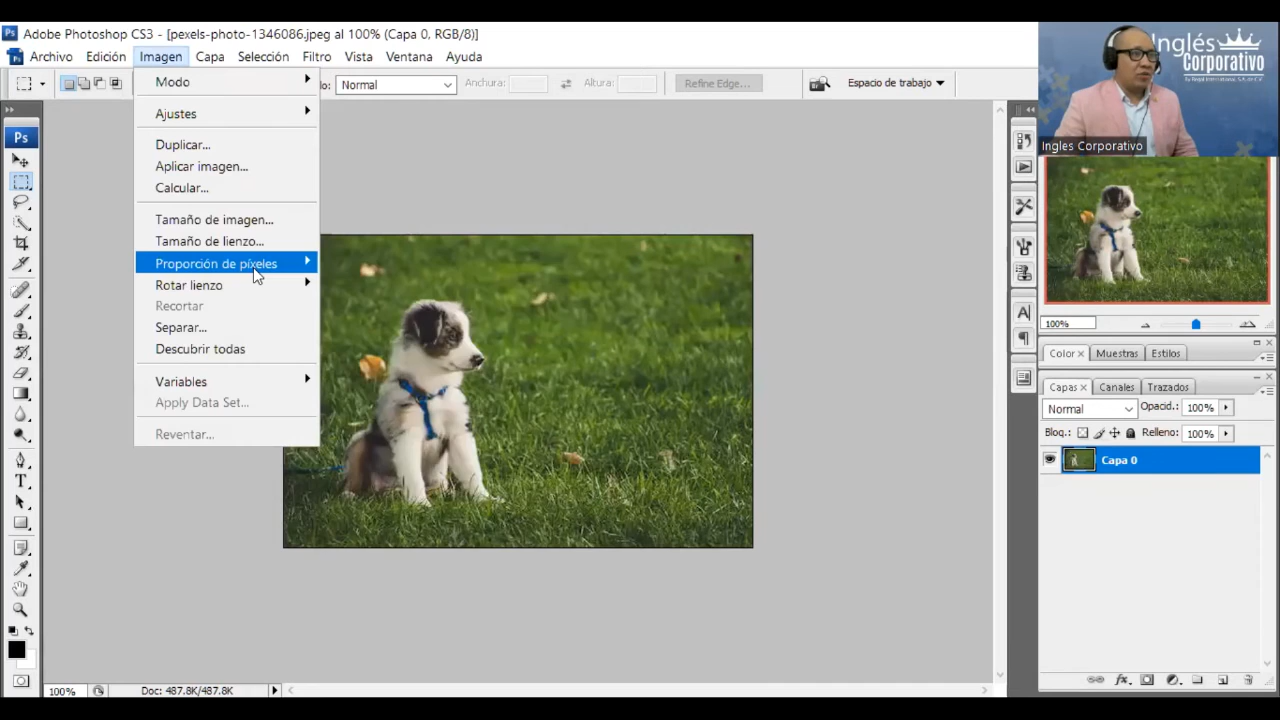 Adobe Photoshop CS3 - [pexels-photo-1346086.jpeg al 100% (Capa 0, RGB/8)]
Archivo Edición Imagen Capa Selección Filtro Vista Ventana Ayuda
lo: Normal Anchura: Altura: Refine Edge... Espacio de trabajo
Inglés
Corporativo
Ingles Corporativo
Ps
Modo
Ajustes
Duplicar...
Aplicar imagen...
Calcular...
Tamaño de imagen...
Tamaño de lienzo...
Proporción de píxeles
Rotar lienzo
Recortar
Separar...
Descubrir todas
Variables
Apply Data Set...
Reventar...
100%
Color Muestras Estilos
Capas Canales Trazados
Normal Opacid.: 100%
Bloq.: Relleno: 100%
Capa 0
100% Doc: 487.8K/487.8K